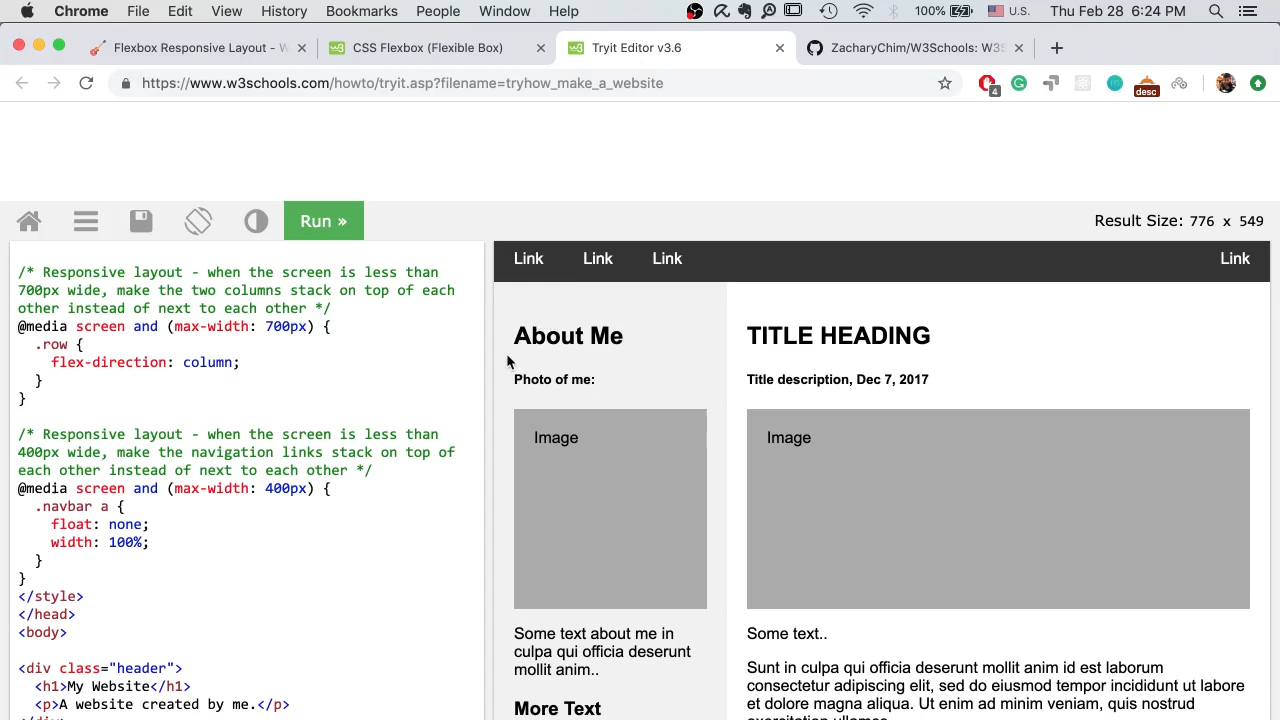 Chrome File Edit View History Bookmarks People Window Help 100% U.S. Thu Feb 28 6:24 PM
Flexbox Responsive Layout - W
CSS Flexbox (Flexible Box)
Tryit Editor v3.6
ZacharyChim/W3Schools: W3S
https://www.w3schools.com/howto/tryit.asp?filename=tryhow_make_a_website
4
desc
Run »
Result Size: 776 x 549
/* Responsive layout - when the screen is less than
700px wide, make the two columns stack on top of each
other instead of next to each other */
@media screen and (max-width: 700px) {
.row {
flex-direction: column;
}
}
/* Responsive layout - when the screen is less than
400px wide, make the navigation links stack on top of
each other instead of next to each other */
@media screen and (max-width: 400px) {
.navbar a {
float: none;
width: 100%;
}
}
</style>
</head>
<body>
<div class="header">
<h1>My Website</h1>
<p>A website created by me.</p>
</div>
Link Link Link Link
About Me
Photo of me:
Image
Some text about me in
culpa qui officia deserunt
mollit anim..
More Text
TITLE HEADING
Title description, Dec 7, 2017
Image
Some text..
Sunt in culpa qui officia deserunt mollit anim id est laborum
consectetur adipiscing elit, sed do eiusmod tempor incididunt ut labore
et dolore magna aliqua. Ut enim ad minim veniam, quis nostrud
exercitation ullamco